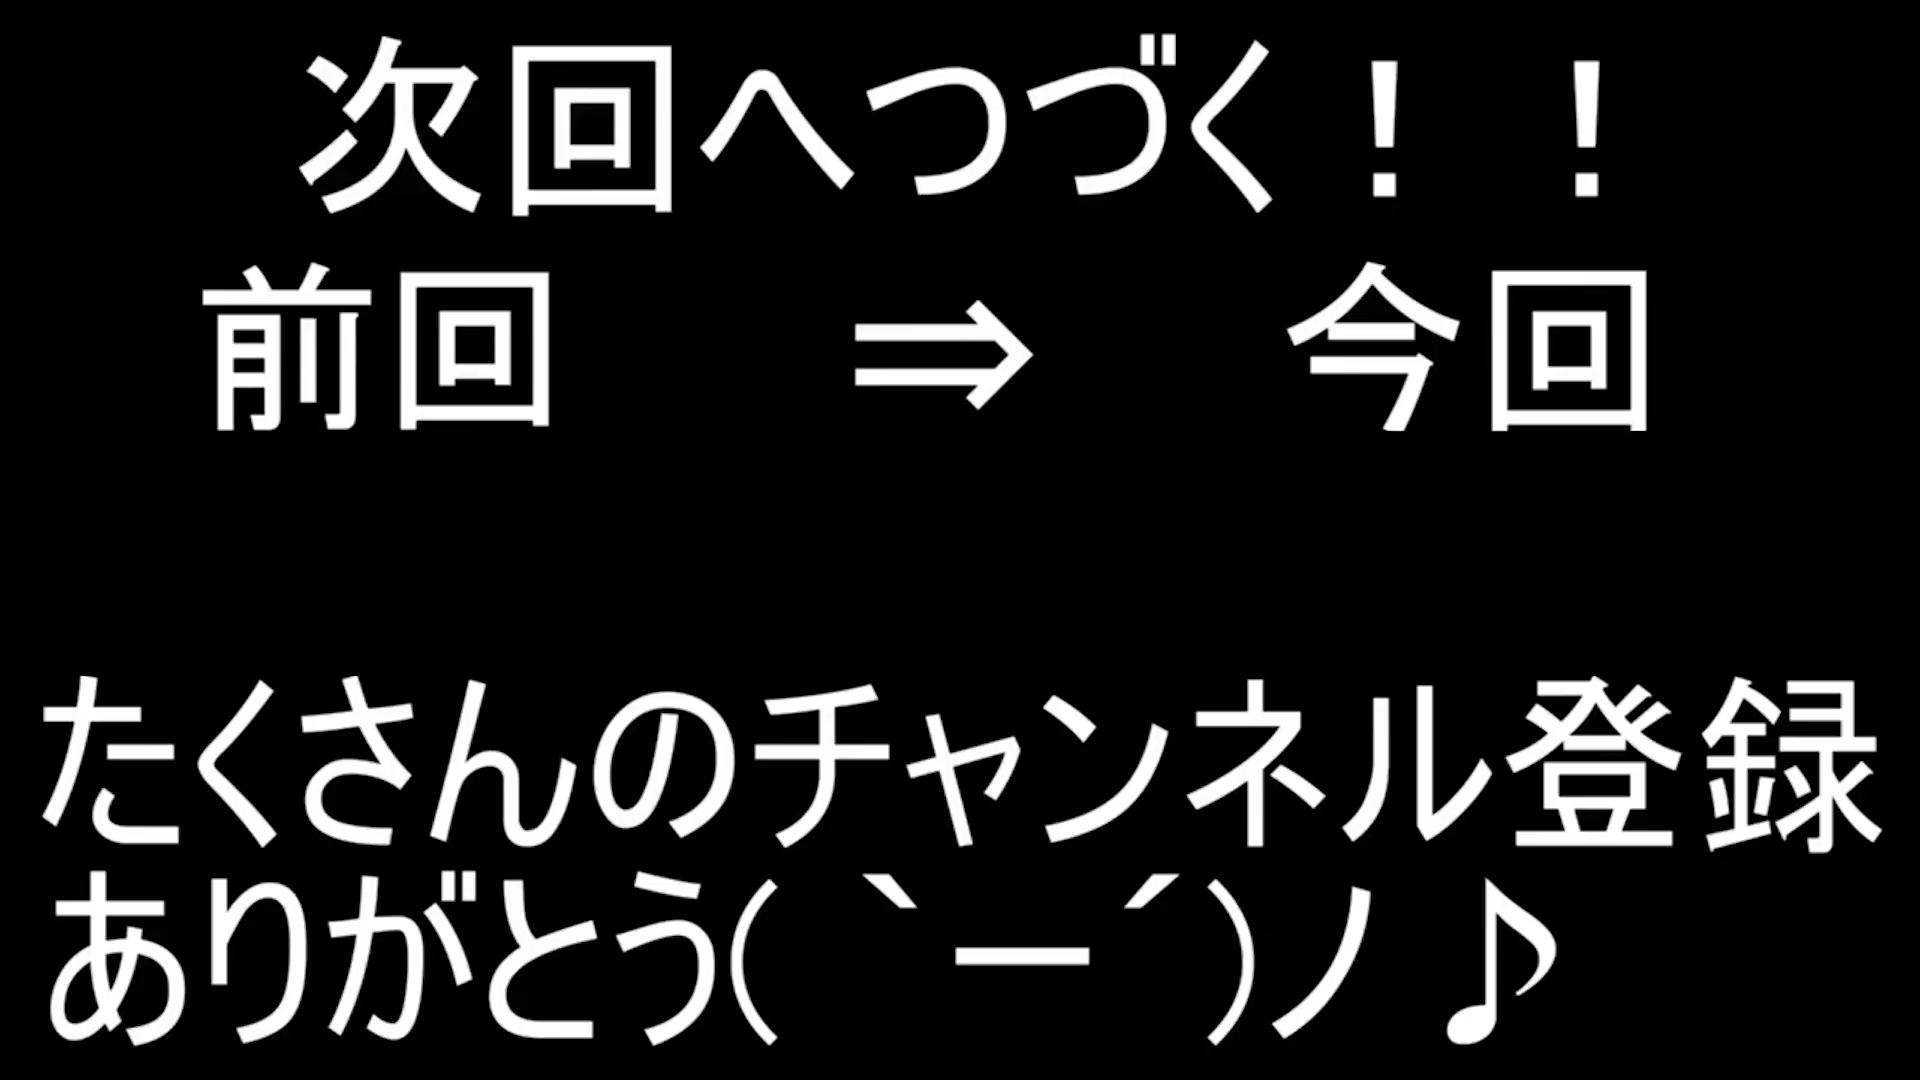 次回へつづく！！
前回　⇒　今回
たくさんのチャンネル登録
ありがとう(｀ー´)ノ♪